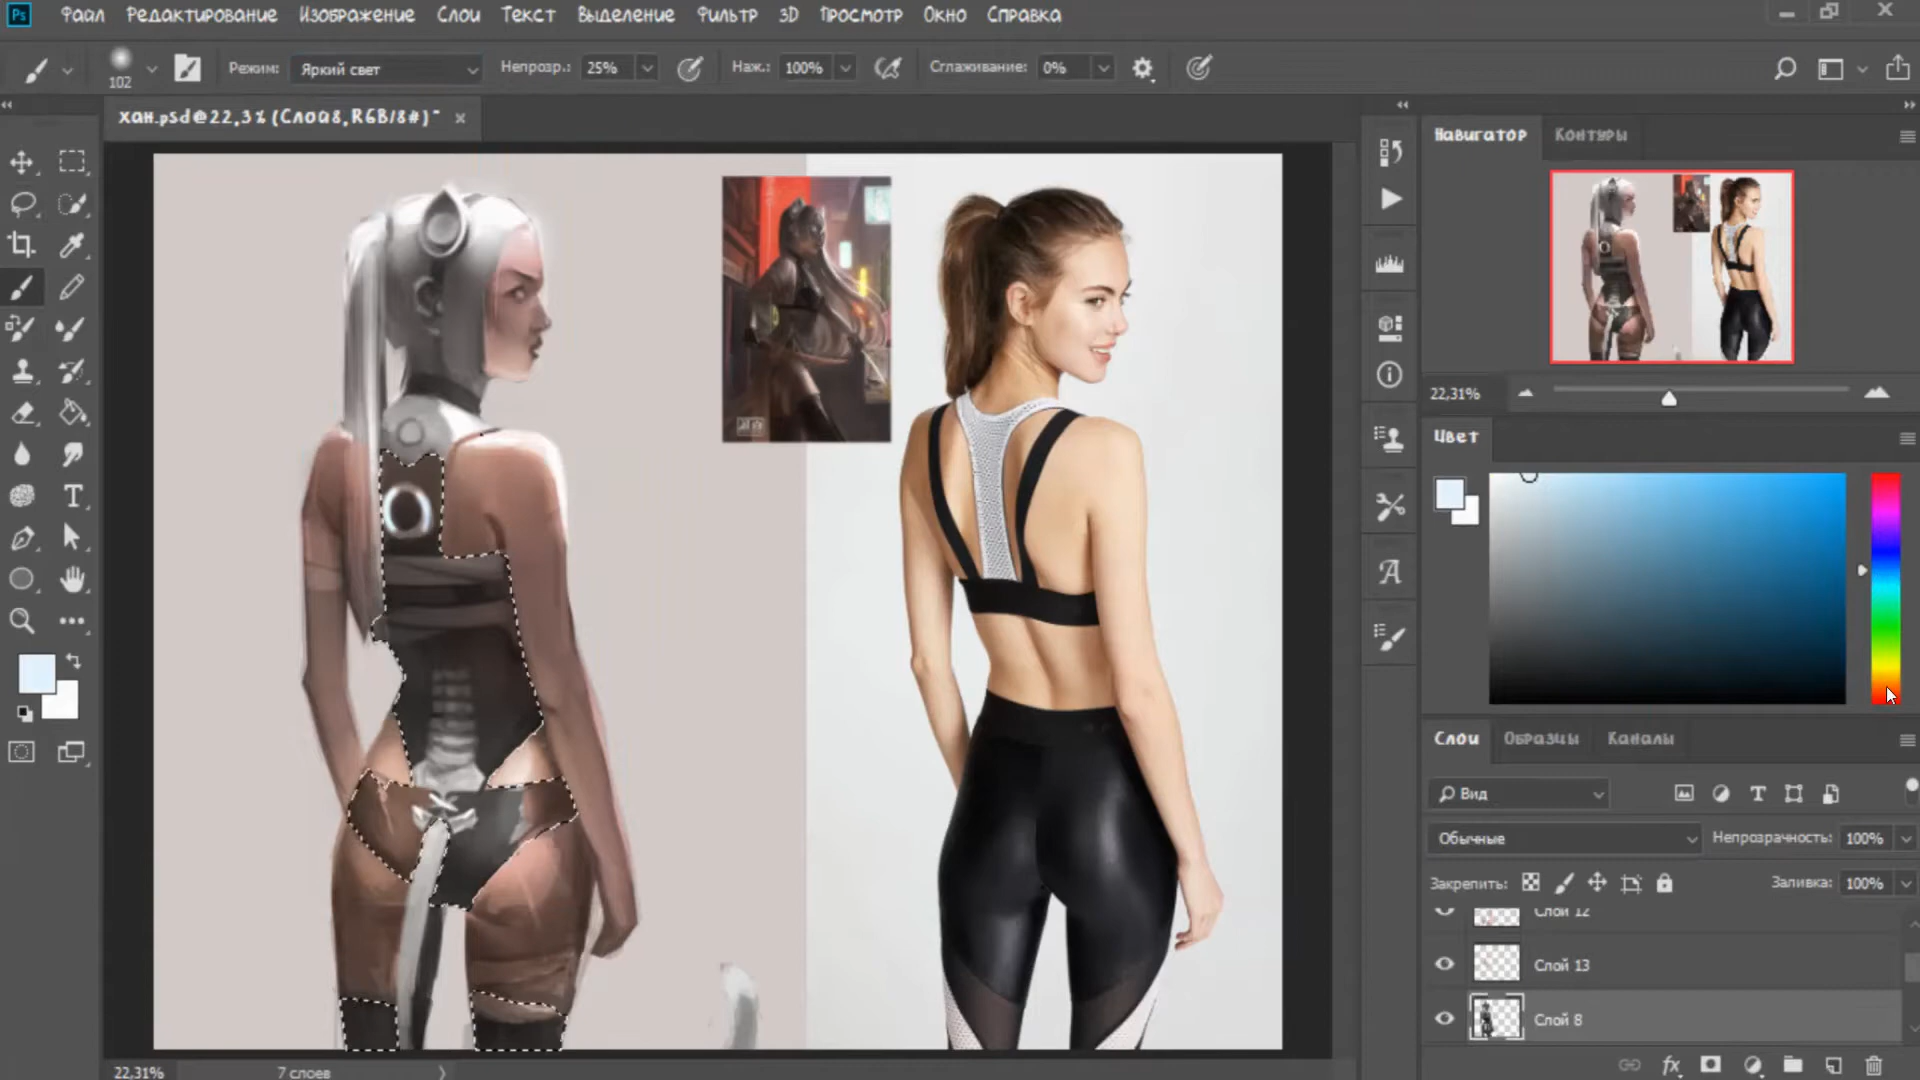 Ps Файл Редактирование Изображение Слои Текст Выделение Фильтр 3D Просмотр Окно Справка
102 Режим: Яркий свет Непрозр.: 25% Наж.: 100% Сглаживание: 0%
хан.psd @ 22,3% (Слой 8, RGB/8#) * ×
Навигатор Контуры
22,31%
Цвет
Слои Образцы Каналы
Вид
Обычные Непрозрачность: 100%
Закрепить: Заливка: 100%
Слой 12
Слой 13
Слой 8
22,31% 7 слоев